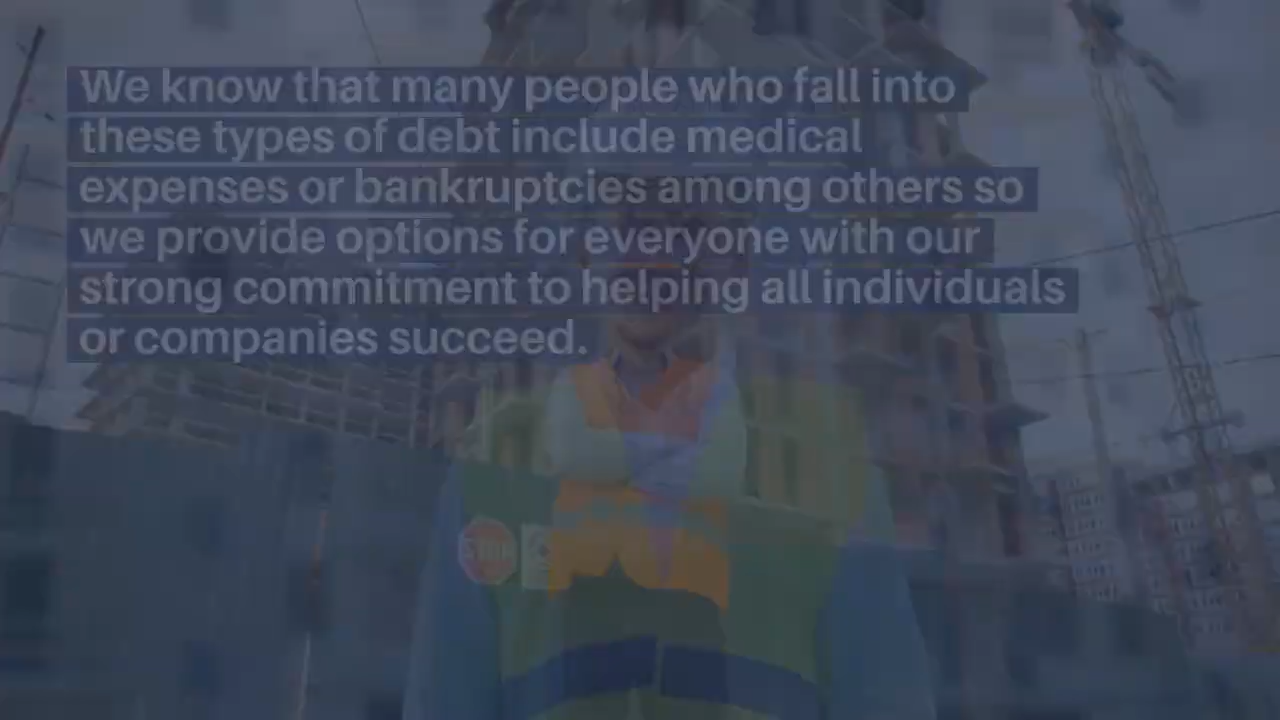 We know that many people who fall into
these types of debt include medical
expenses or bankruptcies among others so
we provide options for everyone with our
strong commitment to helping all individuals
or companies succeed.
STOP